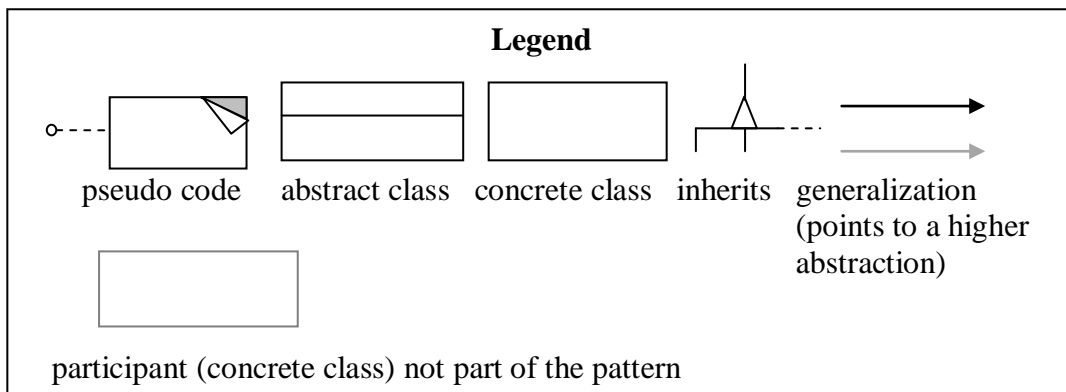 Legend
pseudo code abstract class concrete class inherits generalization
(points to a higher
abstraction)
participant (concrete class) not part of the pattern